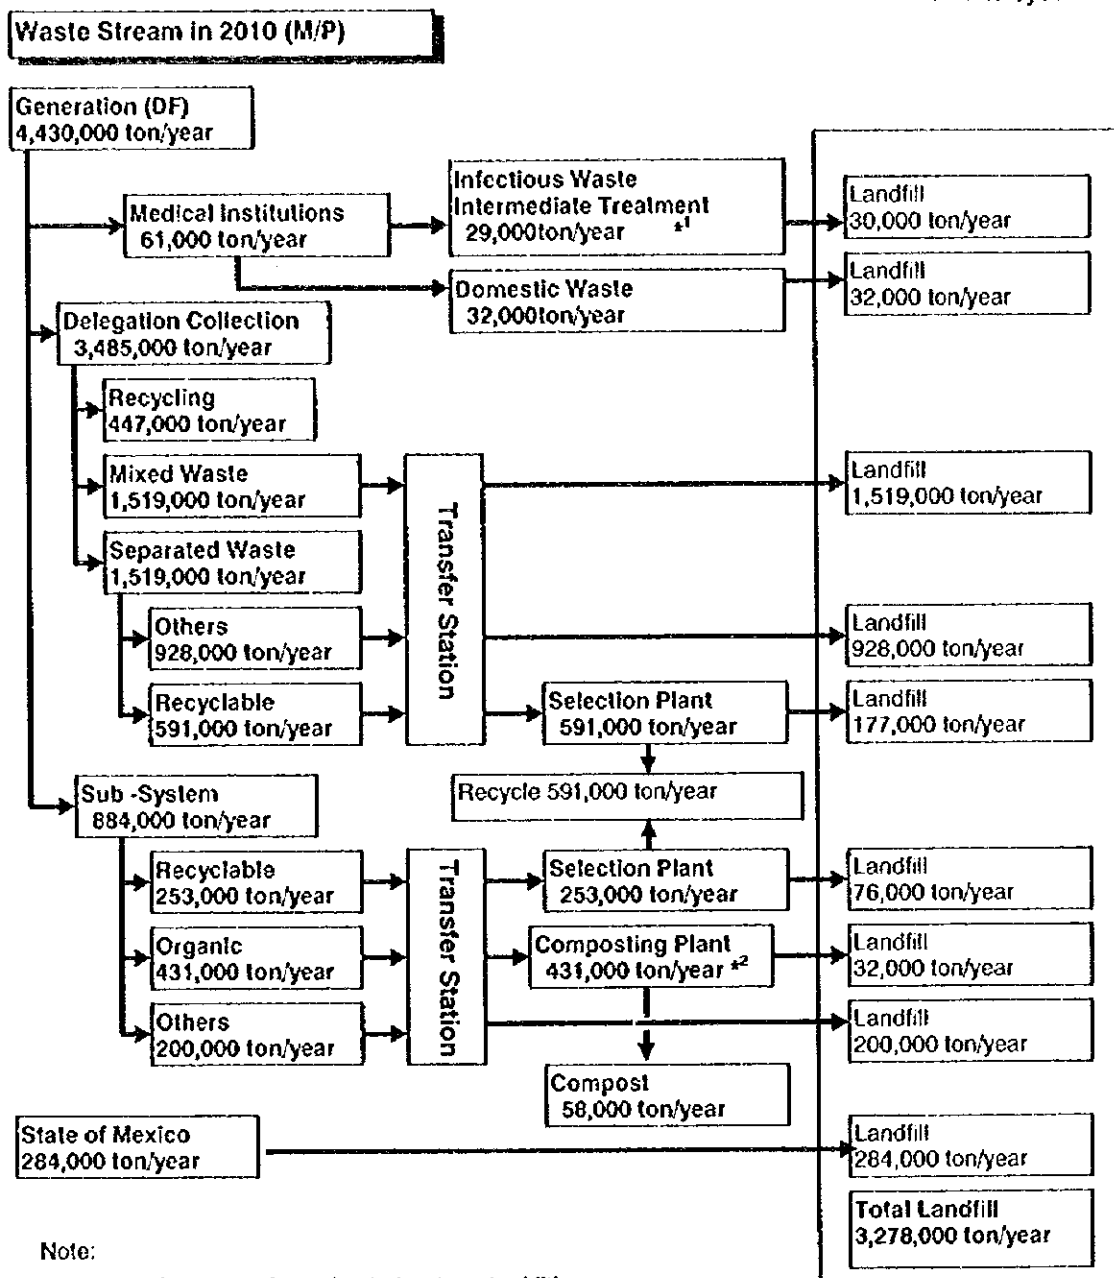 Waste Stream in 2010 (M/P)
Generation (DF)
4,430,000 ton/year
Medical Institutions
61,000 ton/year
Infectious Waste
Intermediate Treatment
29,000ton/year *1
Landfill
30,000 ton/year
Domestic Waste
32,000ton/year
Landfill
32,000 ton/year
Delegation Collection
3,485,000 ton/year
Recycling
447,000 ton/year
Mixed Waste
1,519,000 ton/year
Transfer Station
Landfill
1,519,000 ton/year
Separated Waste
1,519,000 ton/year
Others
928,000 ton/year
Landfill
928,000 ton/year
Recyclable
591,000 ton/year
Selection Plant
591,000 ton/year
Landfill
177,000 ton/year
Recycle 591,000 ton/year
Sub -System
884,000 ton/year
Recyclable
253,000 ton/year
Transfer Station
Selection Plant
253,000 ton/year
Landfill
76,000 ton/year
Organic
431,000 ton/year
Composting Plant
431,000 ton/year *2
Landfill
32,000 ton/year
Others
200,000 ton/year
Landfill
200,000 ton/year
Compost
58,000 ton/year
State of Mexico
284,000 ton/year
Landfill
284,000 ton/year
Total Landfill
3,278,000 ton/year
Note: